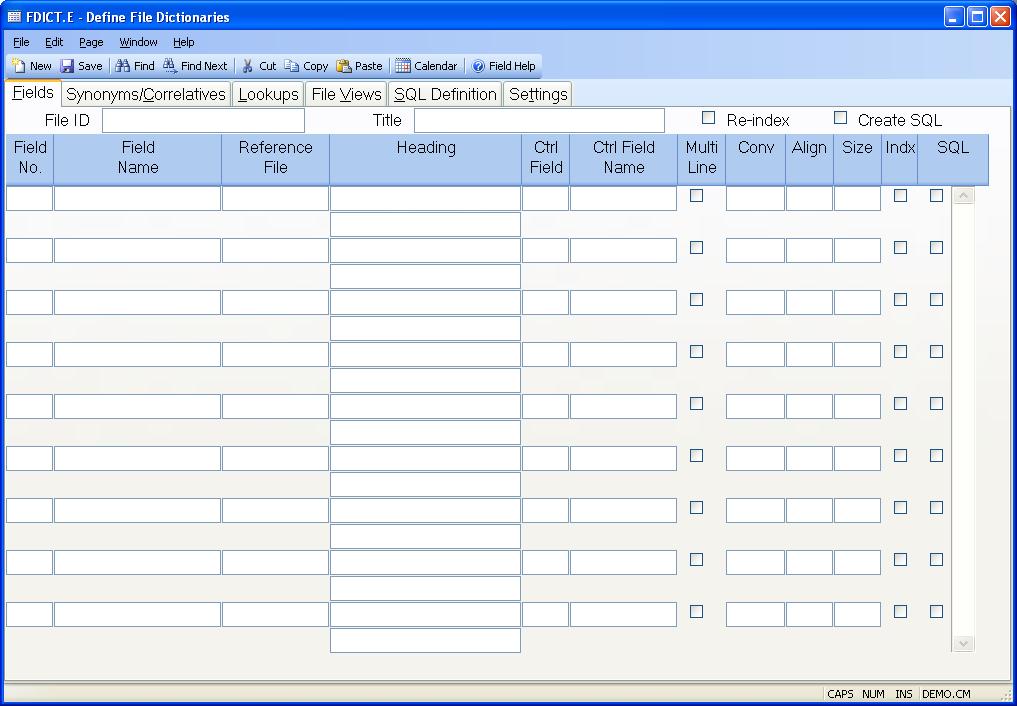 FDICT.E - Define File Dictionaries
File Edit Page Window Help
New Save Find Find Next Cut Copy Paste Calendar Field Help
Fields Synonyms/Correlatives Lookups File Views SQL Definition Settings
File ID Title Re-index Create SQL
Field Field Reference Heading Ctrl Ctrl Field Multi Conv Align Size Indx SQL
No. Name File Field Name Line
CAPS NUM INS DEMO.CM